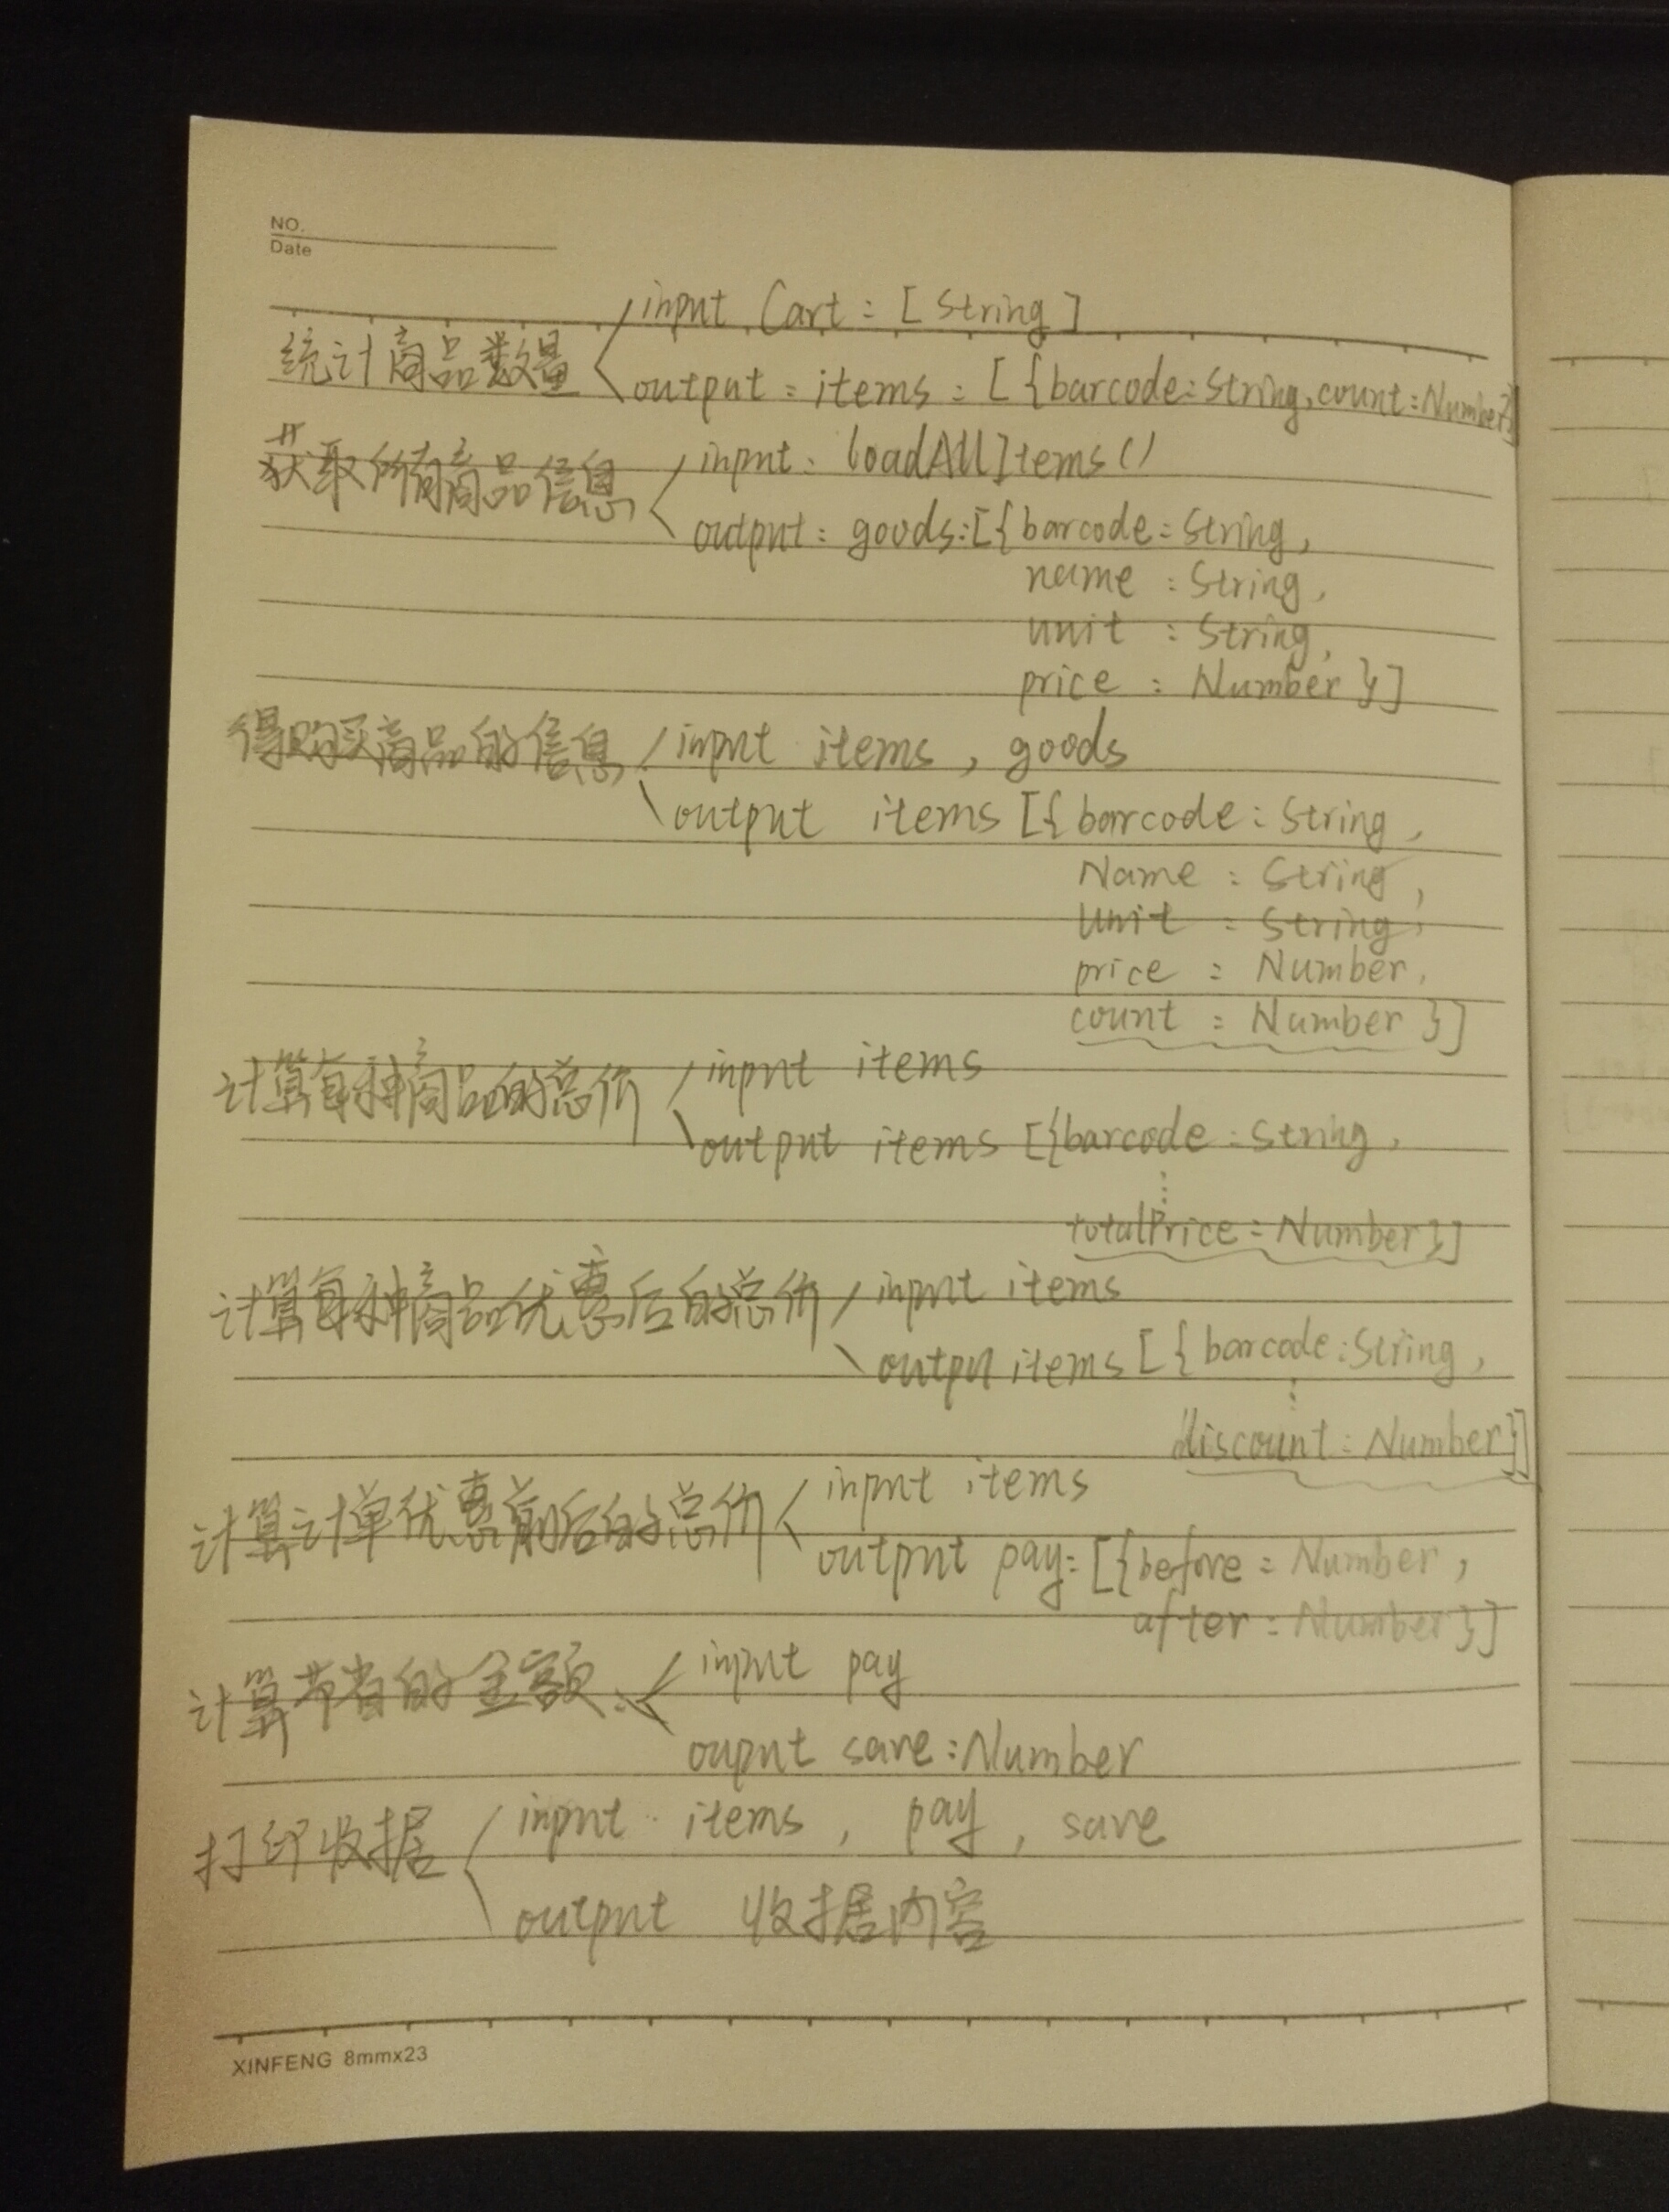 NO.
Date
input Cart : [ String ]
统计商品数量
output : items : [ {barcode : String, count : Number}]
获取所有商品信息
input : loadAllItems ()
output : goods : [{ barcode : String,
name : String,
unit : String,
price : Number }]
得购买商品的信息
input items , goods
output items [{ barcode : String ,
Name : String ,
unit : String ,
price : Number ,
count : Number }]
计算每种商品的总价
input items
output items [{barcode : String ,
⋮
totalPrice : Number }]
计算每种商品优惠后的总价
input items
outpu items [ { barcode : String ,
⋮
discount : Number}]
计算计单优惠前后的总价
input items
output pay : [{before : Number ,
after : Number }]
计算节省的金额
input pay
ouput save : Number
打印收据
input items , pay , save
output 收据内容
XINFENG 8mmx23